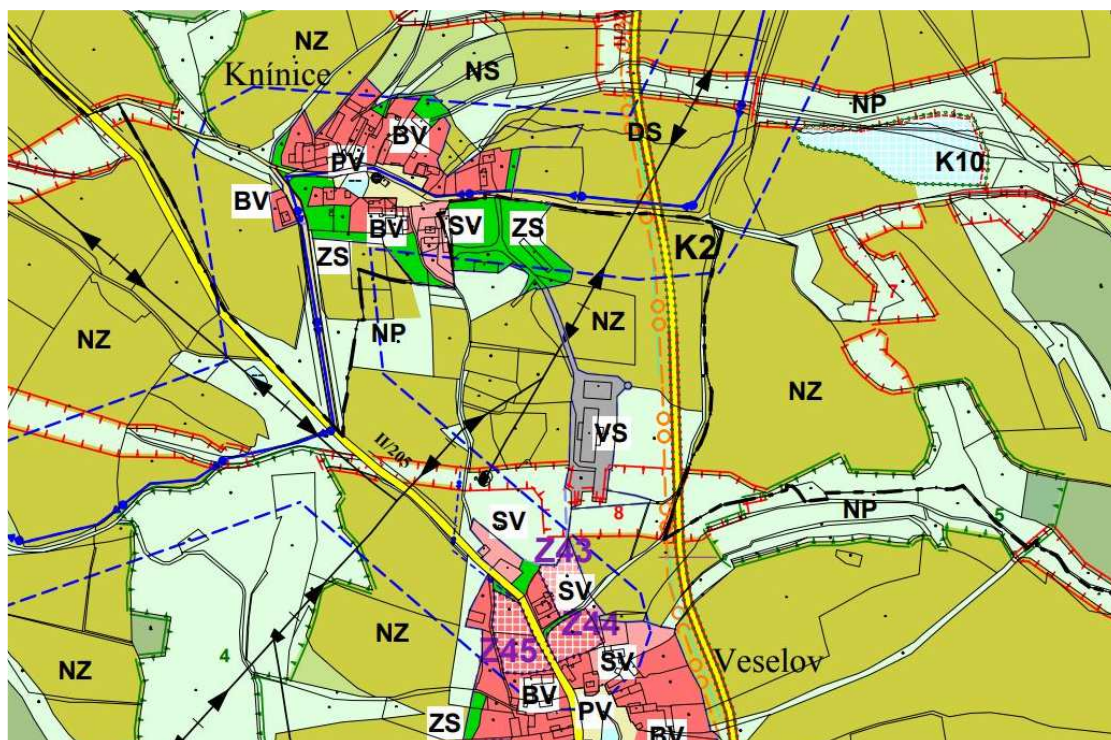 NZ
NS
Knínice
NP
DS
BV
PV
K10
BV
BV
SV
ZS
ZS
K2
7
NP
NZ
NZ
NZ
VS
II/205
NP
5
SV
8
Z43
SV
Z44
Z45
SV
NZ
4
NZ
BV
Veselov
PV
ZS
BV